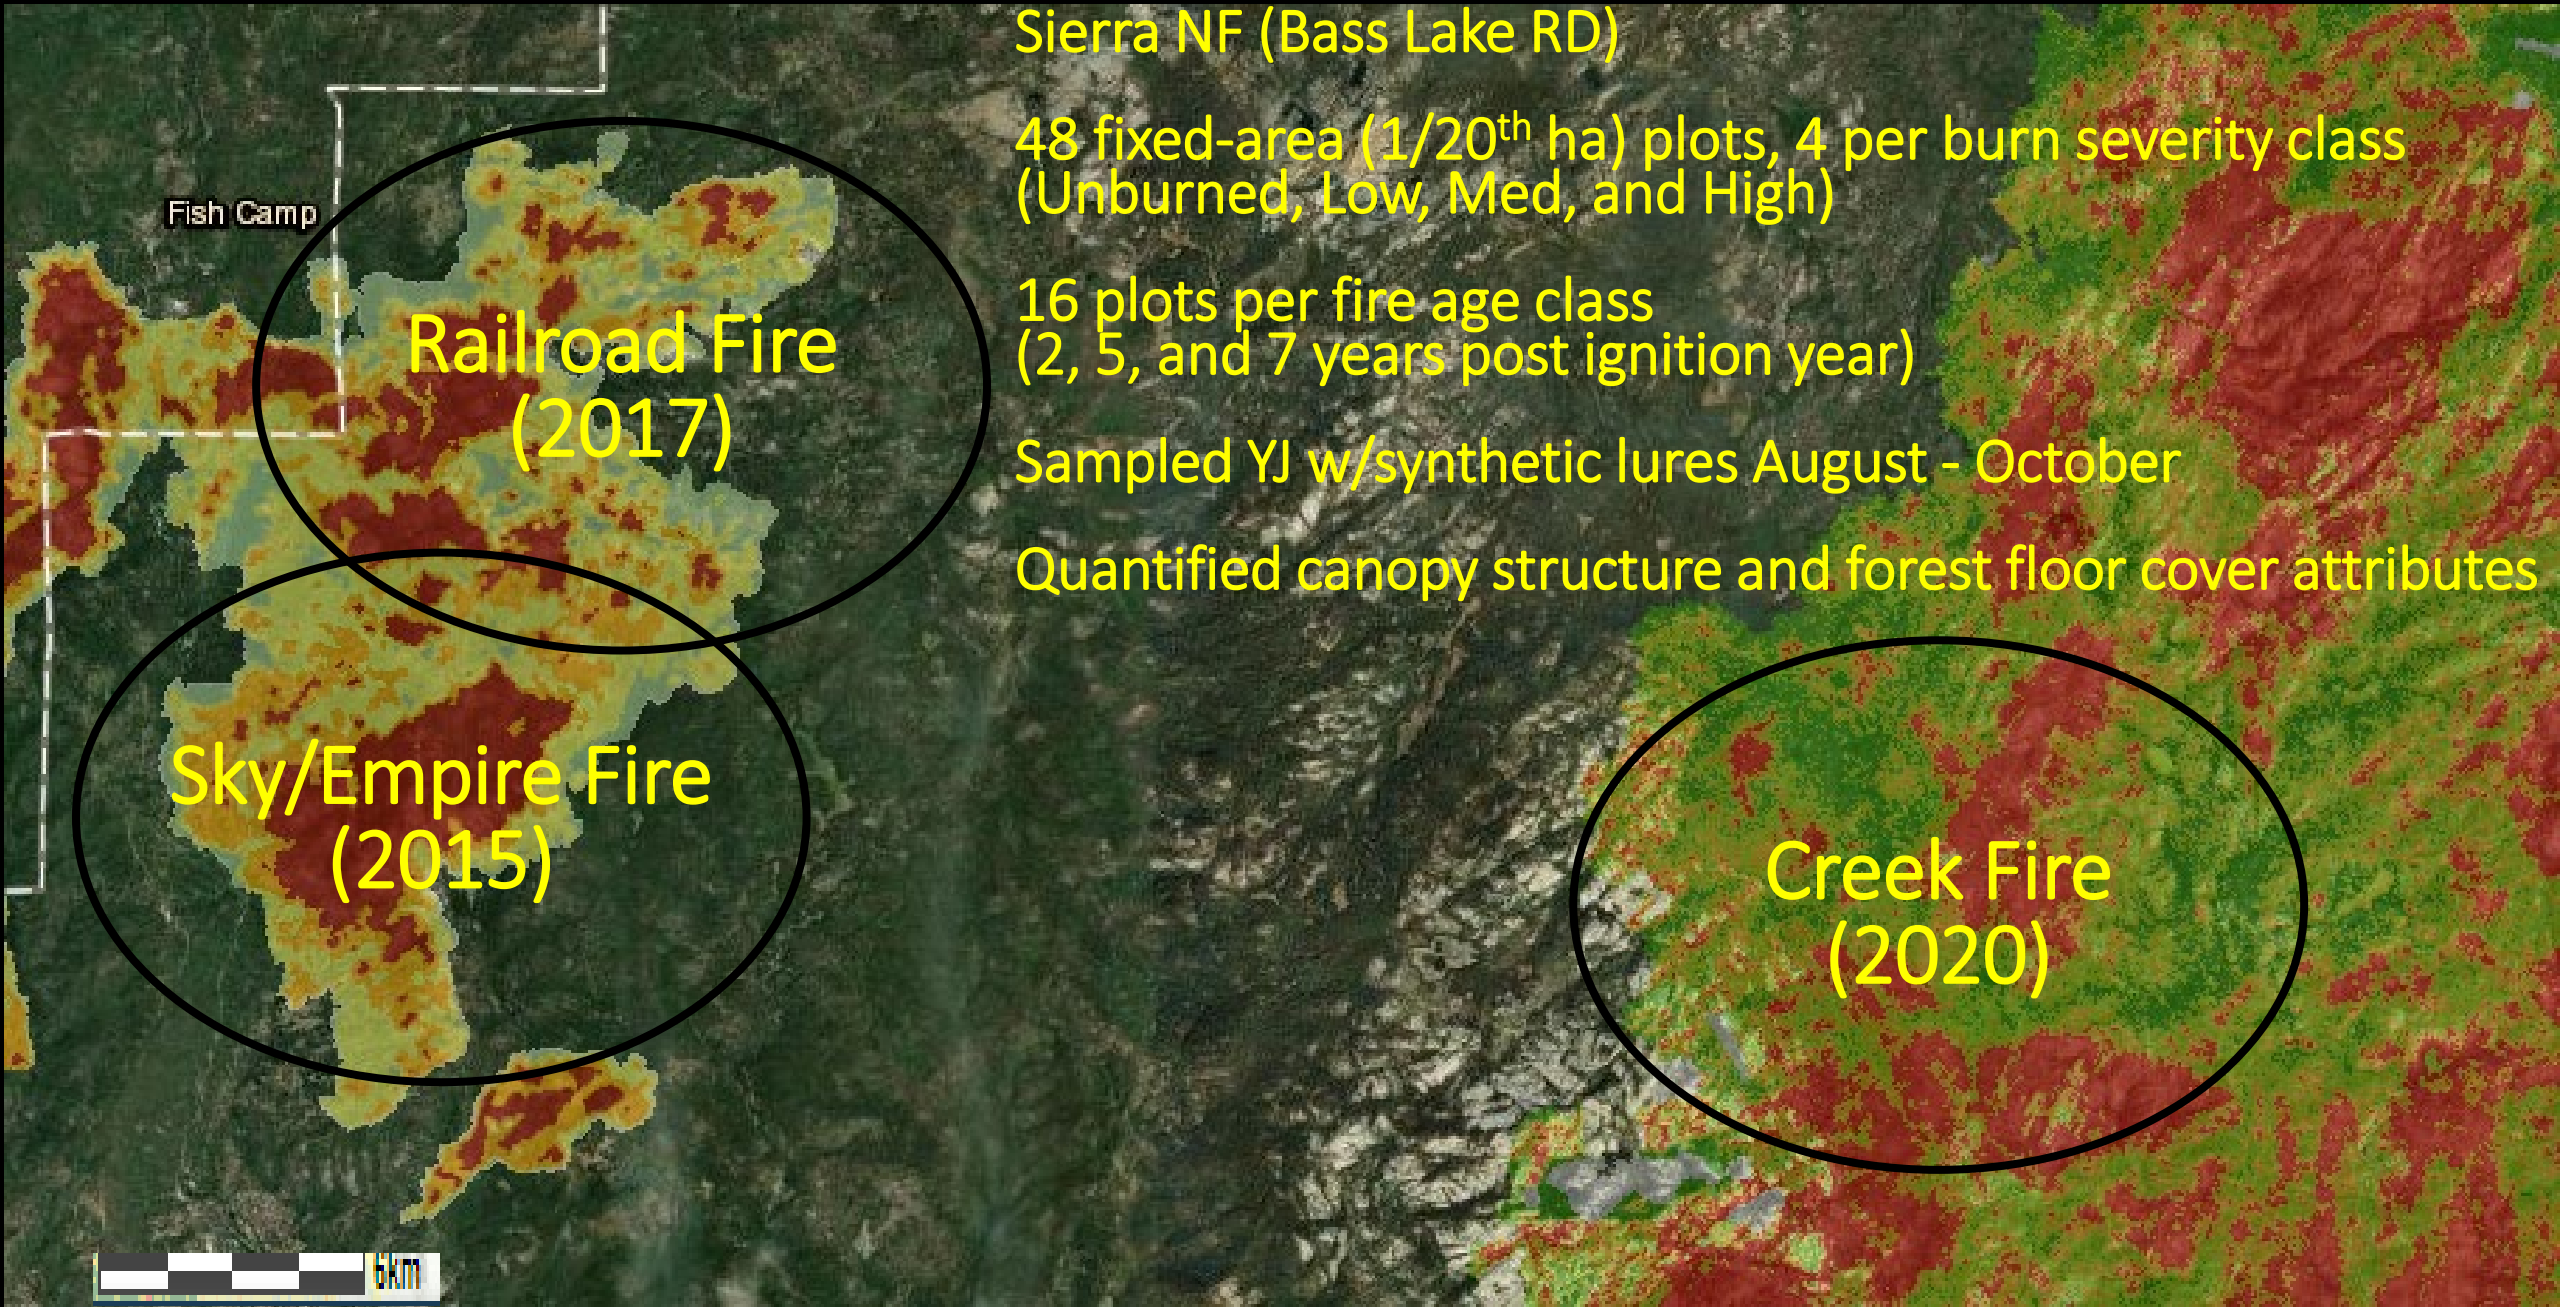 Sierra NF (Bass Lake RD)
48 fixed-area (1/20th ha) plots, 4 per burn severity class
(Unburned, Low, Med, and High)
16 plots per fire age class
(2, 5, and 7 years post ignition year)
Sampled YJ w/synthetic lures August - October
Quantified canopy structure and forest floor cover attributes
Fish Camp
Railroad Fire
(2017)
Sky/Empire Fire
(2015)
Creek Fire
(2020)
6km